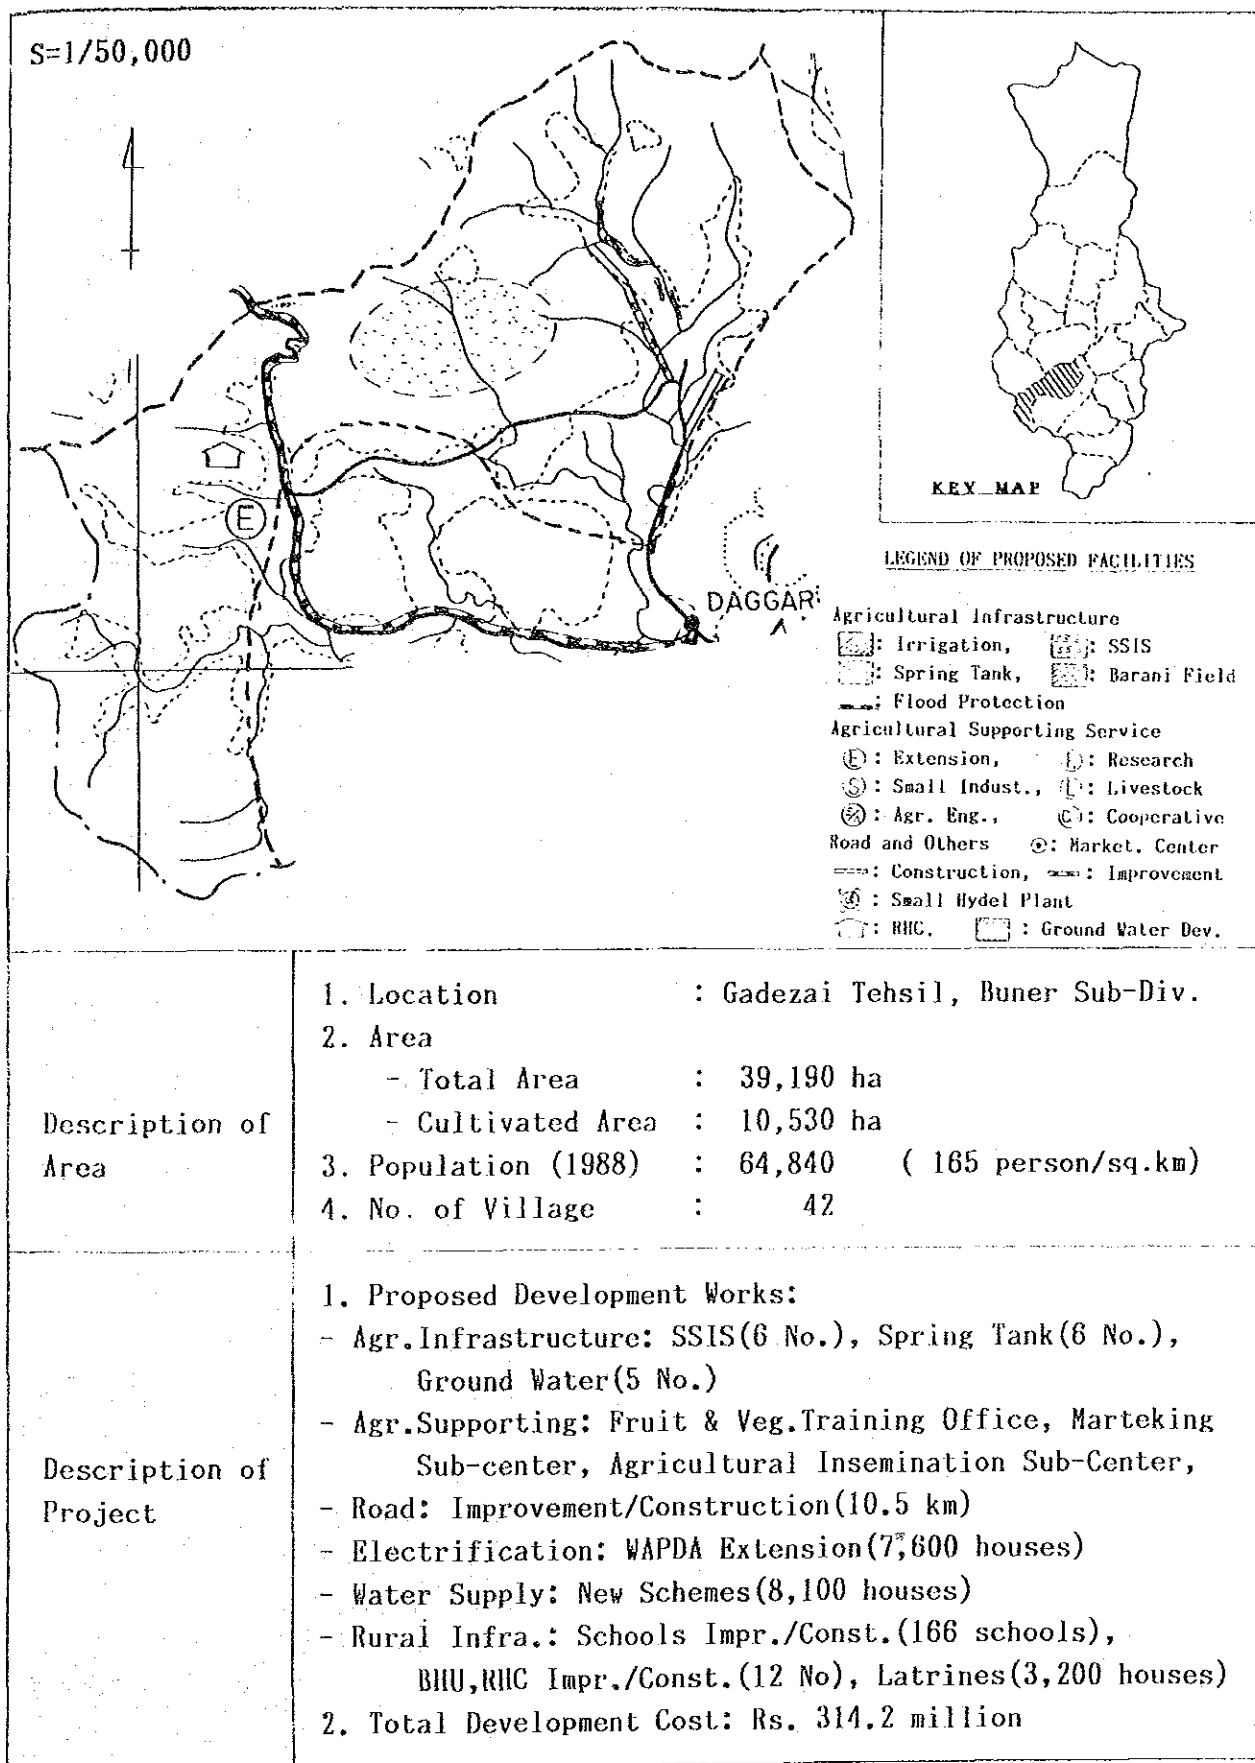 S=1/50,000
E
DAGGAR
KEY MAP
LEGEND OF PROPOSED FACILITIES
Agricultural Infrastructure
: Irrigation, : SSIS
: Spring Tank, : Barani Field
: Flood Protection
Agricultural Supporting Service
E : Extension, : Research
S : Small Indust., L : Livestock
: Agr. Eng., C : Cooperative
Road and Others : Market. Center
: Construction, : Improvement
: Small Hydel Plant
: RHC. : Ground Water Dev.
Description of
Area
1. Location : Gadezai Tehsil, Buner Sub-Div.
2. Area
- Total Area : 39,190 ha
- Cultivated Area : 10,530 ha
3. Population (1988) : 64,840 ( 165 person/sq.km)
4. No. of Village : 42
Description of
Project
1. Proposed Development Works:
- Agr.Infrastructure: SSIS(6 No.), Spring Tank(6 No.),
Ground Water(5 No.)
- Agr.Supporting: Fruit & Veg.Training Office, Marteking
Sub-center, Agricultural Insemination Sub-Center,
- Road: Improvement/Construction(10.5 km)
- Electrification: WAPDA Extension(7,600 houses)
- Water Supply: New Schemes(8,100 houses)
- Rural Infra.: Schools Impr./Const.(166 schools),
BHU,RHC Impr./Const.(12 No), Latrines(3,200 houses)
2. Total Development Cost: Rs. 314.2 million